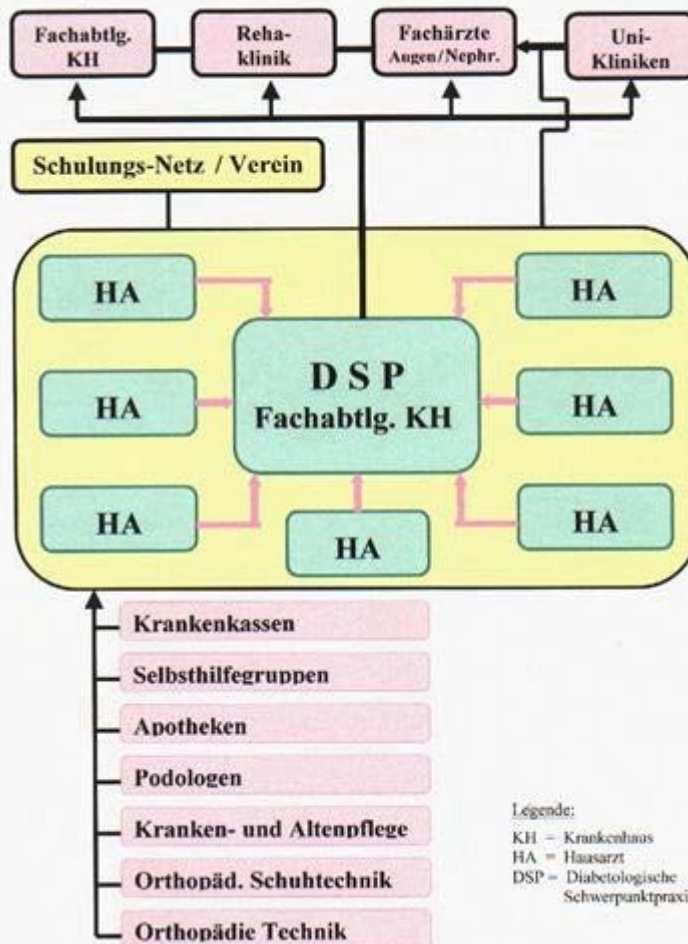 Fachabtlg.
KH
Reha-
klinik
Fachärzte
Augen/Nephr.
Uni-
Kliniken
Schulungs-Netz / Verein
HA
HA
D S P
Fachabtlg. KH
HA
HA
HA
HA
HA
Krankenkassen
Selbsthilfegruppen
Apotheken
Podologen
Kranken- und Altenpflege
Orthopäd. Schuhtechnik
Orthopädie Technik
Legende:
KH = Krankenhaus
HA = Hausarzt
DSP = Diabetologische
Schwerpunktpraxi